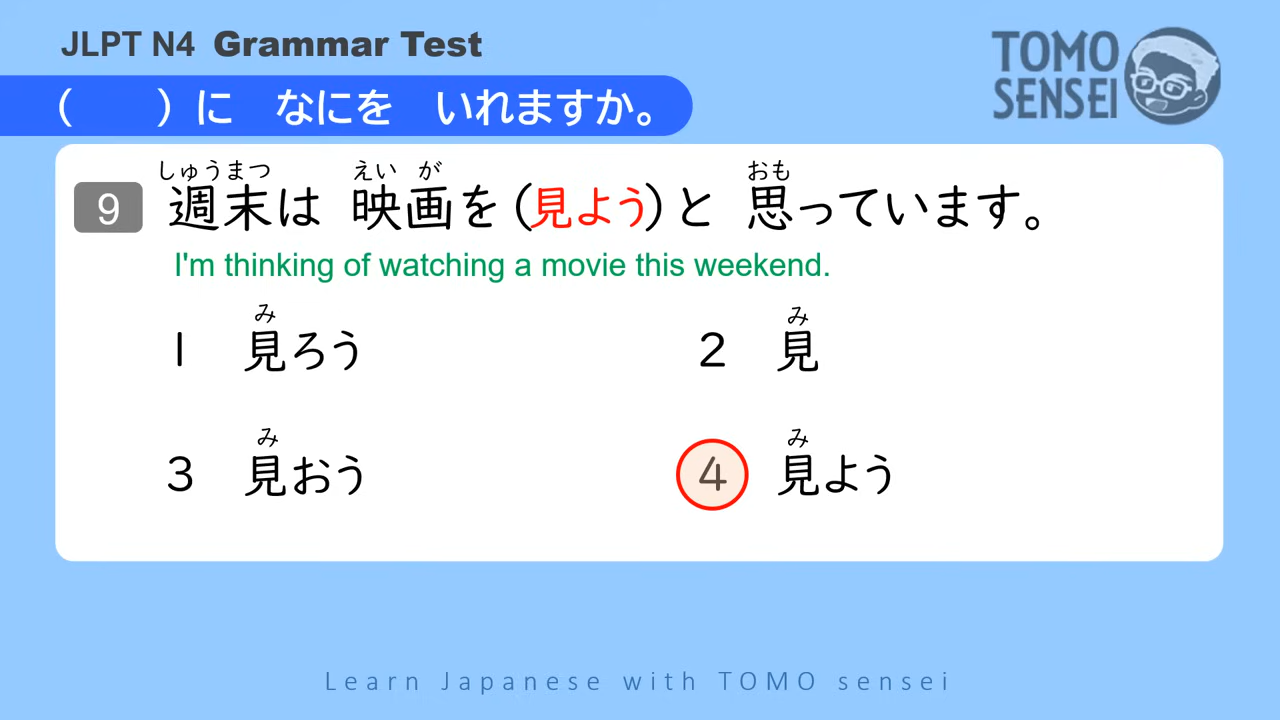 JLPT N4 Grammar Test
TOMO SENSEI
（　　）に　なにを　いれますか。
しゅうまつ　えいが　おも
9 週末は 映画を（見よう）と 思っています。
I'm thinking of watching a movie this weekend.
み　み
1 見ろう　2 見
み　み
3 見おう　4 見よう
Learn Japanese with TOMO sensei